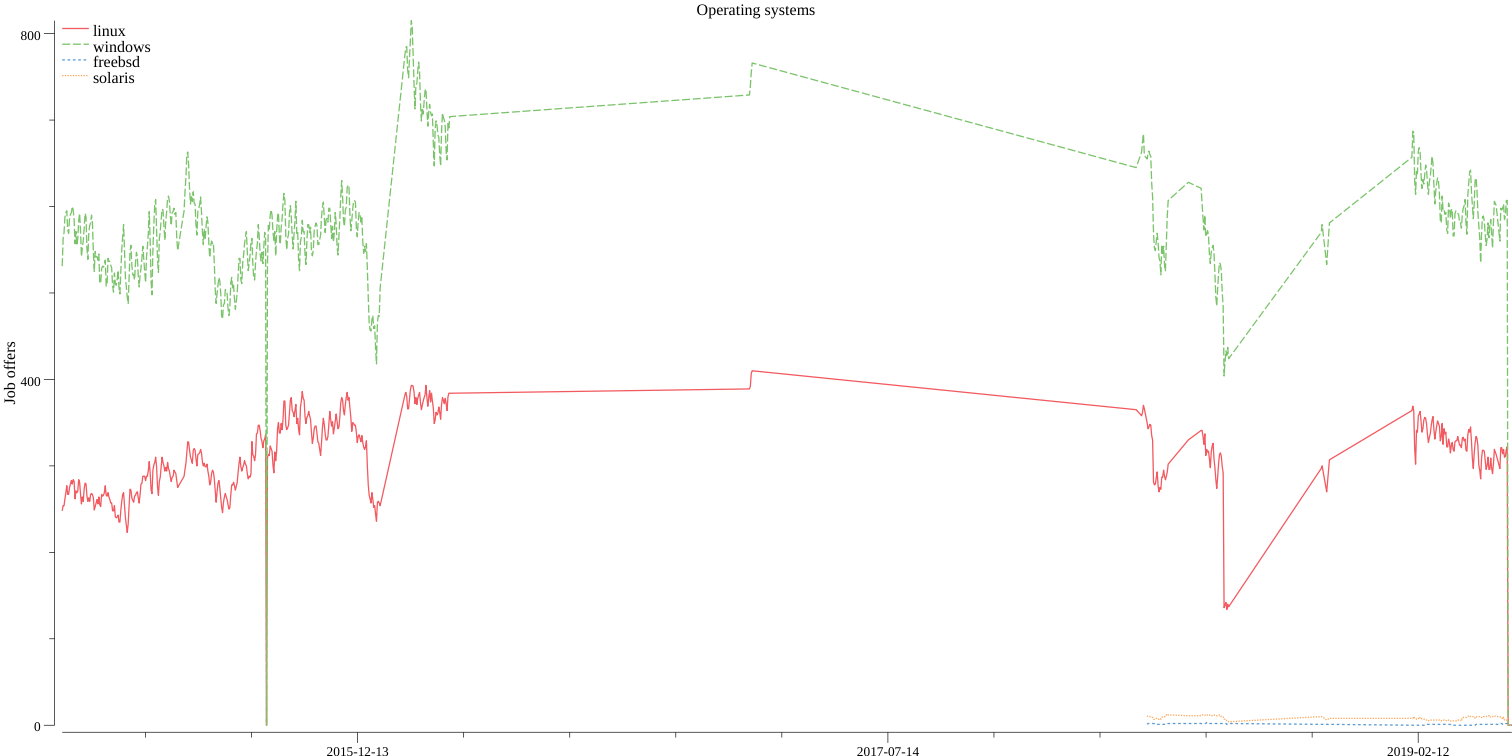 Operating systems
800
linux
windows
freebsd
solaris
Job offers
400
0
2015-12-13
2017-07-14
2019-02-12